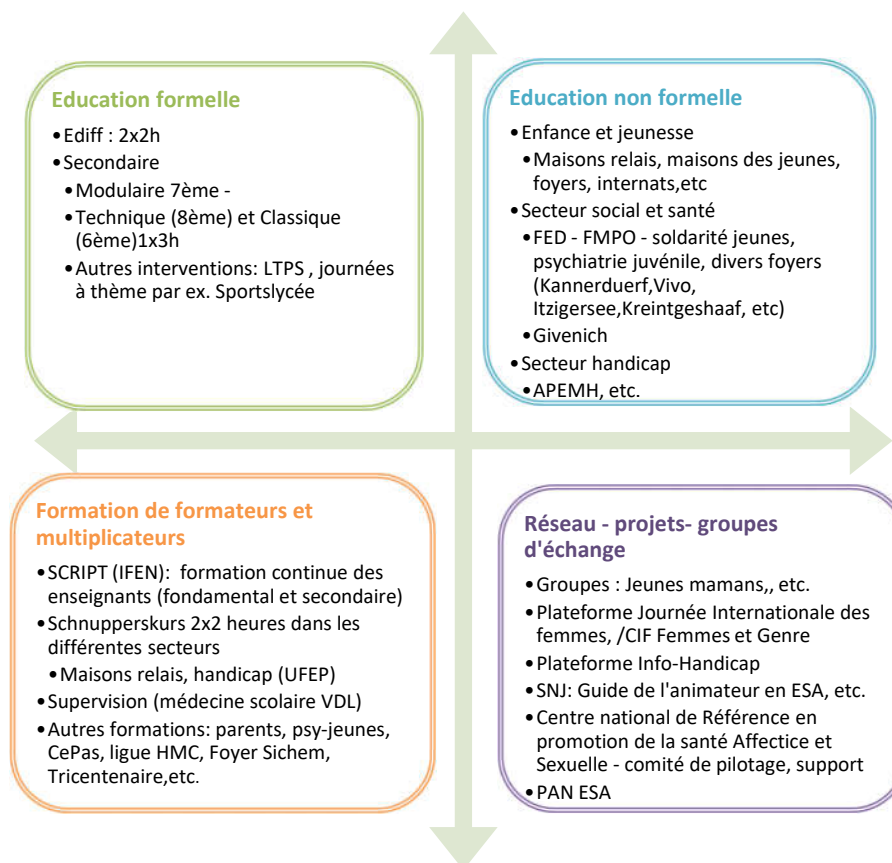 Education formelle
•Ediff : 2x2h
•Secondaire
•Modulaire 7ème -
•Technique (8ème) et Classique
(6ème)1x3h
•Autres interventions: LTPS , journées
à thème par ex. Sportslycée
Education non formelle
•Enfance et jeunesse
•Maisons relais, maisons des jeunes,
foyers, internats,etc
•Secteur social et santé
•FED - FMPO - soldarité jeunes,
psychiatrie juvénile, divers foyers
(Kannerduerf,Vivo,
Itzigersee,Kreintgeshaaf, etc)
•Givenich
•Secteur handicap
•APEMH, etc.
Formation de formateurs et
multiplicateurs
•SCRIPT (IFEN): formation continue des
enseignants (fondamental et secondaire)
•Schnupperskurs 2x2 heures dans les
différentes secteurs
•Maisons relais, handicap (UFEP)
•Supervision (médecine scolaire VDL)
•Autres formations: parents, psy-jeunes,
CePas, ligue HMC, Foyer Sichem,
Tricentenaire,etc.
Réseau - projets- groupes
d'échange
•Groupes : Jeunes mamans,, etc.
•Plateforme Journée Internationale des
femmes, /CIF Femmes et Genre
•Plateforme Info-Handicap
•SNJ: Guide de l'animateur en ESA, etc.
•Centre national de Référence en
promotion de la santé Affectice et
Sexuelle - comité de pilotage, support
•PAN ESA